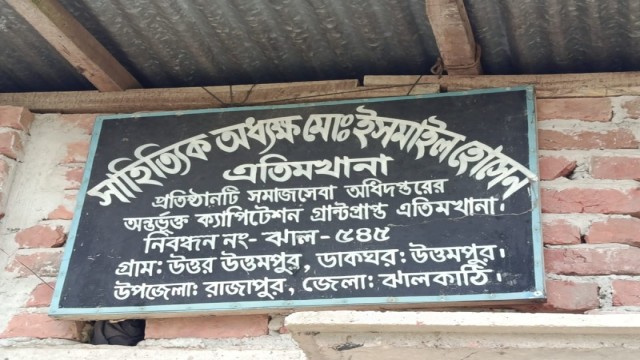 সাহিত্যিক অধ্যক্ষ মোঃ ইসমাইল হোসেন
এতিমখানা
প্রতিষ্ঠানটি সমাজসেবা অধিদপ্তরের
অন্তর্ভুক্ত ক্যাপিটেশন গ্রান্টপ্রাপ্ত এতিমখানা।
নিবন্ধন নং- ঝাল - ৫৪৫
গ্রাম: উত্তর উত্তমপুর, ডাকঘর: উত্তমপুর।
উপজেলা: রাজাপুর, জেলা: ঝালকাঠি।